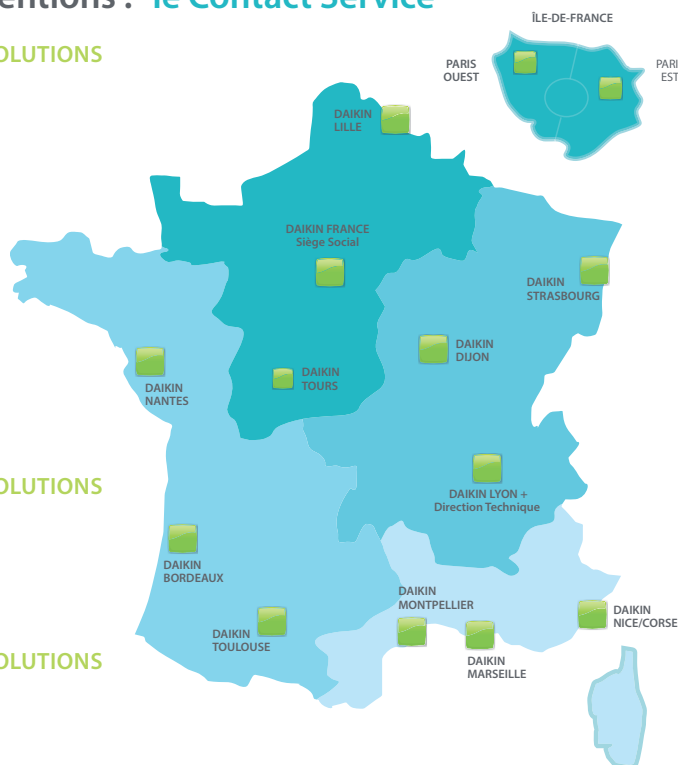 le Contact Service
OLUTIONS
ÎLE-DE-FRANCE
PARIS
OUEST
EST
DAIKIN
LILLE
DAIKIN FRANCE
Siège Social
DAIKIN
STRASBOURG
DAIKIN
DIJON
DAIKIN
TOURS
DAIKIN
NANTES
OLUTIONS
DAIKIN LYON +
Direction Technique
DAIKIN
BORDEAUX
DAIKIN
MONTPELLIER
DAIKIN
NICE/CORSE
DAIKIN
TOULOUSE
DAIKIN
MARSEILLE
OLUTIONS